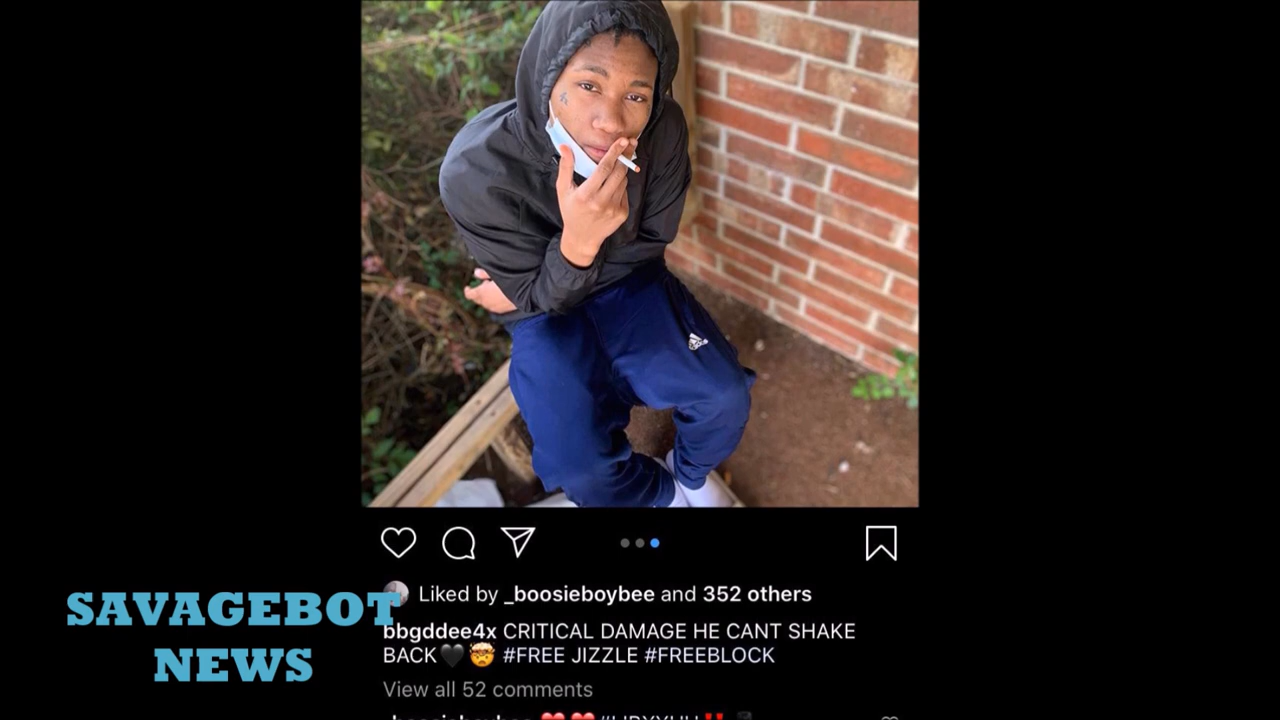 adidas
Liked by _boosieboybee and 352 others
bbgddee4x CRITICAL DAMAGE HE CANT SHAKE
BACK🖤🤯 #FREE JIZZLE #FREEBLOCK
View all 52 comments
SAVAGEBOT
NEWS